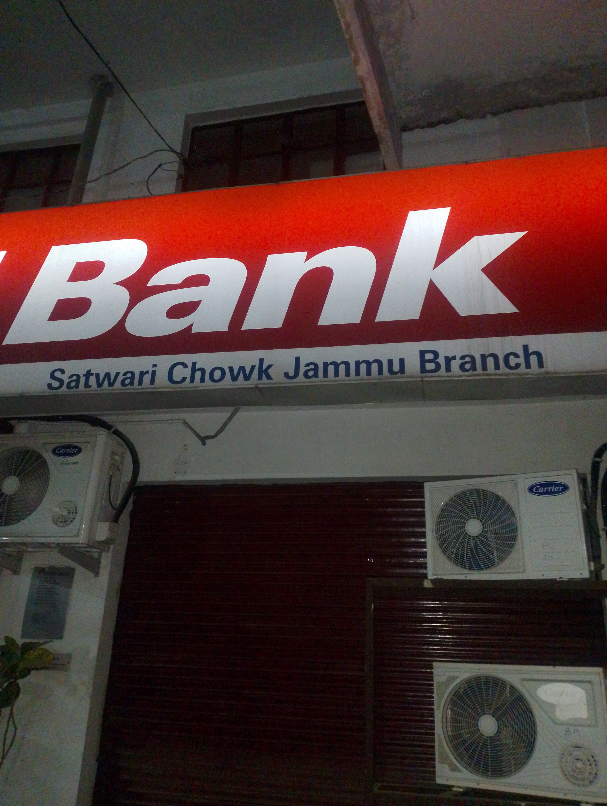 Bank
Satwari Chowk Jammu Branch
Carrier
Carrier